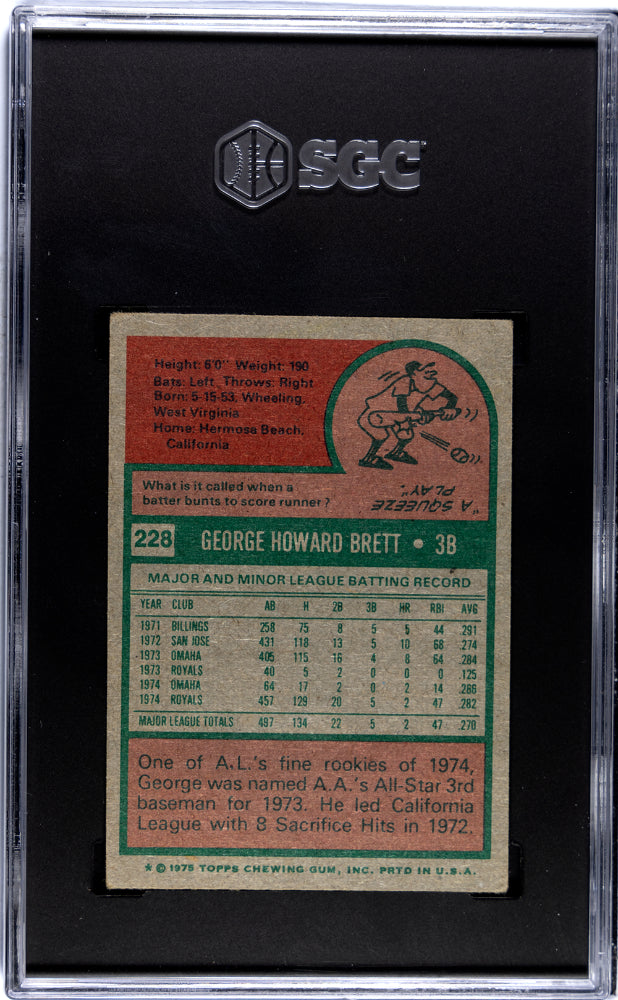 SGC
Height: 6'0" Weight: 190
Bats: Left. Throws: Right
Born: 5-15-53, Wheeling,
West Virginia
Home: Hermose Beach,
California
What is it called when a
batter bunts to score runner?
"A SQUEEZE
PLAY".
228 GEORGE HOWARD BRETT • 3B
MAJOR AND MINOR LEAGUE BATTING RECORD
YEAR CLUB AB H 2B 3B HR RBI AVG
1971 BILLINGS 258 75 8 5 5 44 .291
1972 SAN JOSE 431 118 13 5 10 68 .274
1973 OMAHA 405 115 16 4 8 64 .284
1973 ROYALS 40 5 2 0 0 0 .125
1974 OMAHA 64 17 2 0 2 14 .266
1974 ROYALS 457 129 20 5 2 47 .282
MAJOR LEAGUE TOTALS 497 134 22 5 2 47 .270
One of A.L.'s fine rookies of 1974,
George was named A.A.'s All-Star 3rd
baseman for 1973. He led California
League with 8 Sacrifice Hits in 1972.
* © 1975 TOPPS CHEWING GUM, INC. PRTD IN U.S.A.